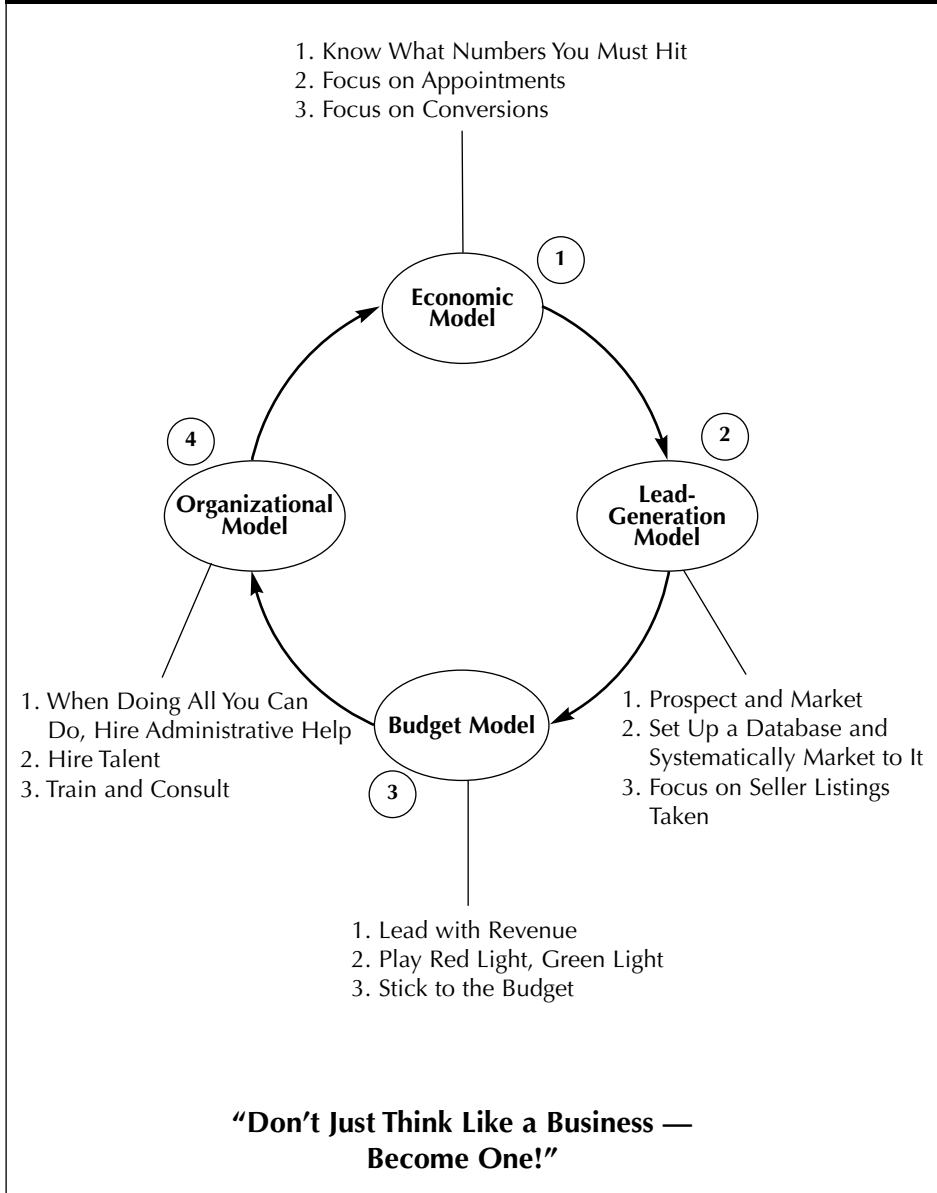 1. Know What Numbers You Must Hit
2. Focus on Appointments
3. Focus on Conversions
1
Economic
Model
2
Lead-
Generation
Model
1. Prospect and Market
2. Set Up a Database and
Systematically Market to It
3. Focus on Seller Listings
Taken
Budget Model
3
1. Lead with Revenue
2. Play Red Light, Green Light
3. Stick to the Budget
4
Organizational
Model
1. When Doing All You Can
Do, Hire Administrative Help
2. Hire Talent
3. Train and Consult
“Don’t Just Think Like a Business —
Become One!”